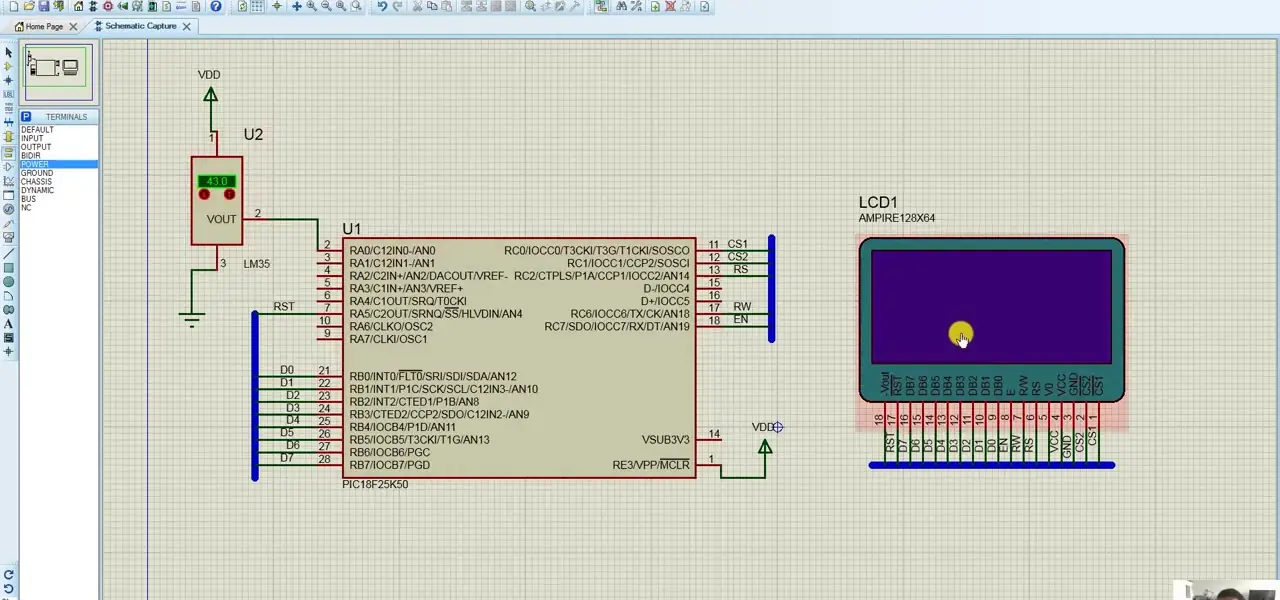 Home Page
Schematic Capture
TERMINALS
DEFAULT
INPUT
OUTPUT
BIDIR
POWER
GROUND
CHASSIS
DYNAMIC
BUS
NC
VDD
1
U2
43.0
VOUT
2
3
LM35
U1
2 RA0/C12IN0-/AN0
3 RA1/C12IN1-/AN1
4 RA2/C2IN+/AN2/DACOUT/VREF-
5 RA3/C1IN+/AN3/VREF+
6 RA4/C1OUT/SRQ/T0CKI
RST 7 RA5/C2OUT/SRNQ/SS/HLVDIN/AN4
10 RA6/CLKO/OSC2
9 RA7/CLKI/OSC1
D0 21 RB0/INT0/FLT0/SRI/SDI/SDA/AN12
D1 22 RB1/INT1/P1C/SCK/SCL/C12IN3-/AN10
D2 23 RB2/INT2/CTED1/P1B/AN8
D3 24 RB3/CTED2/CCP2/SDO/C12IN2-/AN9
D4 25 RB4/IOCB4/P1D/AN11
D5 26 RB5/IOCB5/T3CKI/T1G/AN13
D6 27 RB6/IOCB6/PGC
D7 28 RB7/IOCB7/PGD
RC0/IOCC0/T3CKI/T3G/T1CKI/SOSCO 11 CS1
RC1/IOCC1/CCP2/SOSCI 12 CS2
RC2/CTPLS/P1A/CCP1/IOCC2/AN14 13 RS
D-/IOCC4 15
D+/IOCC5 16
RC6/IOCC6/TX/CK/AN18 17 RW
RC7/SDO/IOCC7/RX/DT/AN19 18 EN
VSUB3V3 14
RE3/VPP/MCLR 1
VDD
PIC18F25K50
LCD1
AMPIRE128X64
Vout RST DB7 DB6 DB5 DB4 DB3 DB2 DB1 DB0 E R/W RS V0 VCC GND CS2 CS1
18 17 16 15 14 13 12 11 10 9 8 7 6 5 4 3 2 1
RST D7 D6 D5 D4 D3 D2 D1 D0 EN RW RS VCC GND CS2 CS1